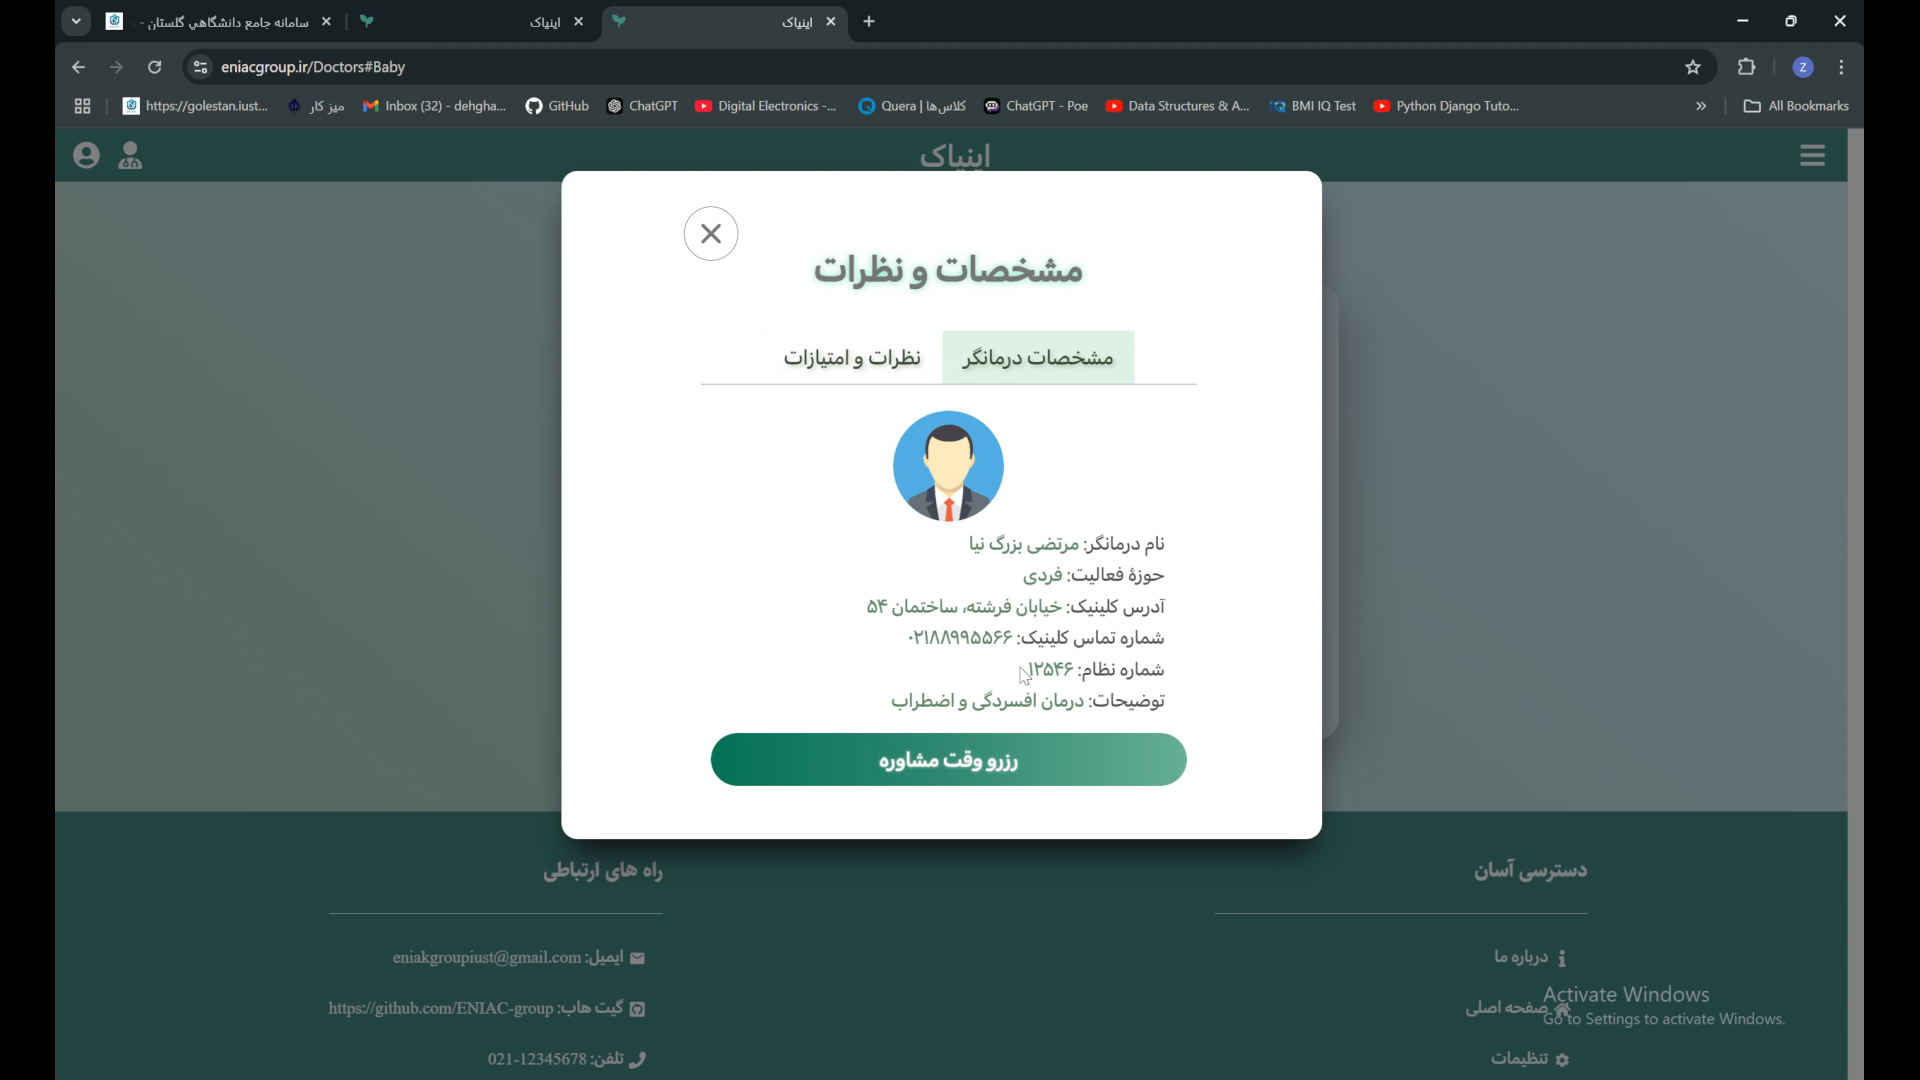 سامانه جامع دانشگاهی گلستان -
اینیاک
اینیاک
eniacgroup.ir/Doctors#Baby
Z
https://golestan.iust...
میز کار
Inbox (32) - dehgha...
GitHub
ChatGPT
Digital Electronics -...
Quera | کلاس‌ها
ChatGPT - Poe
Data Structures & A...
BMI IQ Test
Python Django Tuto...
»
All Bookmarks
اینیاک
مشخصات و نظرات
مشخصات درمانگر
نظرات و امتیازات
نام درمانگر: مرتضی بزرگ نیا
حوزهٔ فعالیت: فردی
آدرس کلینیک: خیابان فرشته، ساختمان ۵۴
شماره تماس کلینیک: ۰۲۱۸۸۹۹۵۵۶۶
شماره نظام: ۱۲۵۴۶
توضیحات: درمان افسردگی و اضطراب
رزرو وقت مشاوره
دسترسی آسان
درباره ما
صفحه اصلی
تنظیمات
راه های ارتباطی
ایمیل: eniakgroupiust@gmail.com
گیت هاب: https://github.com/ENIAC-group
تلفن: 021-12345678
Activate Windows
Go to Settings to activate Windows.